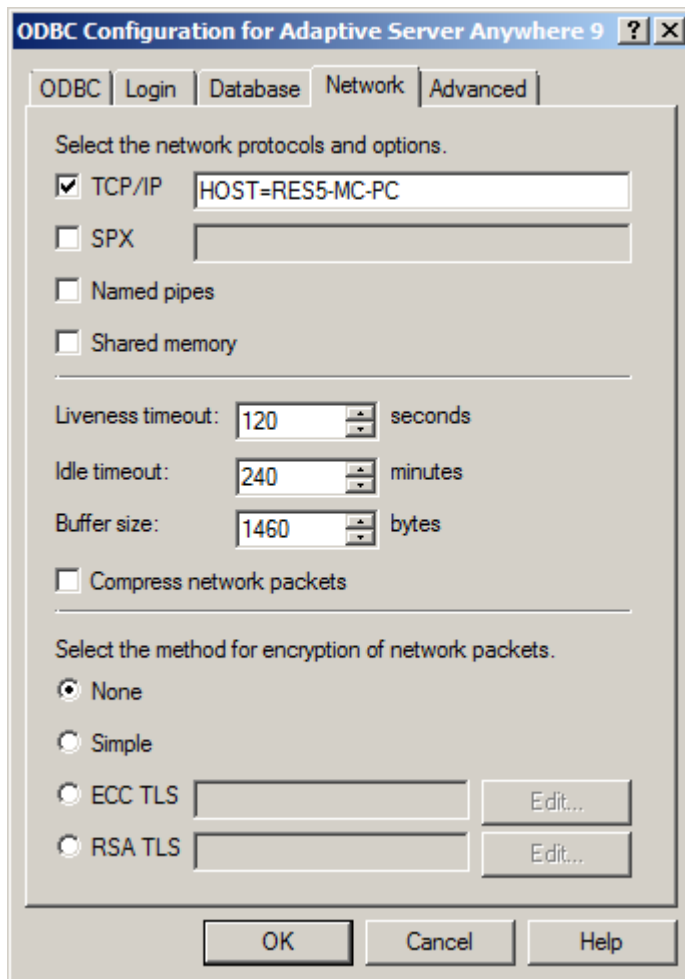 ODBC Configuration for Adaptive Server Anywhere 9
ODBC Login Database Network Advanced
Select the network protocols and options.
TCP/IP HOST=RES5-MC-PC
SPX
Named pipes
Shared memory
Liveness timeout: 120 seconds
Idle timeout: 240 minutes
Buffer size: 1460 bytes
Compress network packets
Select the method for encryption of network packets.
None
Simple
ECC TLS Edit...
RSA TLS Edit...
OK Cancel Help